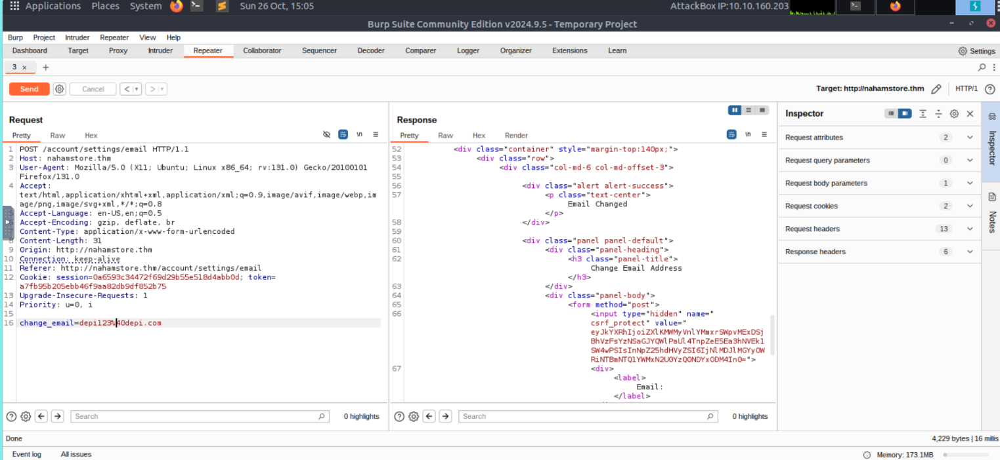 Applications Places System Sun 26 Oct, 15:05 AttackBox IP:10.10.160.203
Burp Suite Community Edition v2024.9.5 - Temporary Project
Burp Project Intruder Repeater View Help
Dashboard Target Proxy Intruder Repeater Collaborator Sequencer Decoder Comparer Logger Organizer Extensions Learn Settings
3 × +
Send Cancel < > Target: http://nahamstore.thm HTTP/1
Request
Pretty Raw Hex \n
1 POST /account/settings/email HTTP/1.1
2 Host: nahamstore.thm
3 User-Agent: Mozilla/5.0 (X11; Ubuntu; Linux x86_64; rv:131.0) Gecko/20100101
Firefox/131.0
4 Accept:
text/html,application/xhtml+xml,application/xml;q=0.9,image/avif,image/webp,im
age/png,image/svg+xml,*/*;q=0.8
Accept-Language: en-US,en;q=0.5
Accept-Encoding: gzip, deflate, br
Content-Type: application/x-www-form-urlencoded
8 Content-Length: 31
9 Origin: http://nahamstore.thm
10 Connection: keep-alive
11 Referer: http://nahamstore.thm/account/settings/email
12 Cookie: session=0a6593c34472f69d29b55e518d4abb0d; token=
a7fb95b205ebb46f9aa82db9df852b75
13 Upgrade-Insecure-Requests: 1
14 Priority: u=0, i
15
16 change_email=depi123%40depi.com
Search 0 highlights
Response
Pretty Raw Hex Render \n
52 <div class="container" style="margin-top:140px;">
53 <div class="row">
54 <div class="col-md-6 col-md-offset-3">
55
56 <div class="alert alert-success">
57 <p class="text-center">
Email Changed
</p>
58 </div>
59
60 <div class="panel panel-default">
61 <div class="panel-heading">
62 <h3 class="panel-title">
Change Email Address
</h3>
63 </div>
64 <div class="panel-body">
65 <form method="post">
66 <input type="hidden" name="
csrf_protect" value="
67 <div>
<label>
Email:
</label>
Search 0 highlights
Inspector
Request attributes 2
Request query parameters 0
Request body parameters 1
Request cookies 2
Request headers 13
Response headers 6
Inspector
Notes
Done 4,229 bytes | 16 millis
Event log All issues Memory: 173.1MB